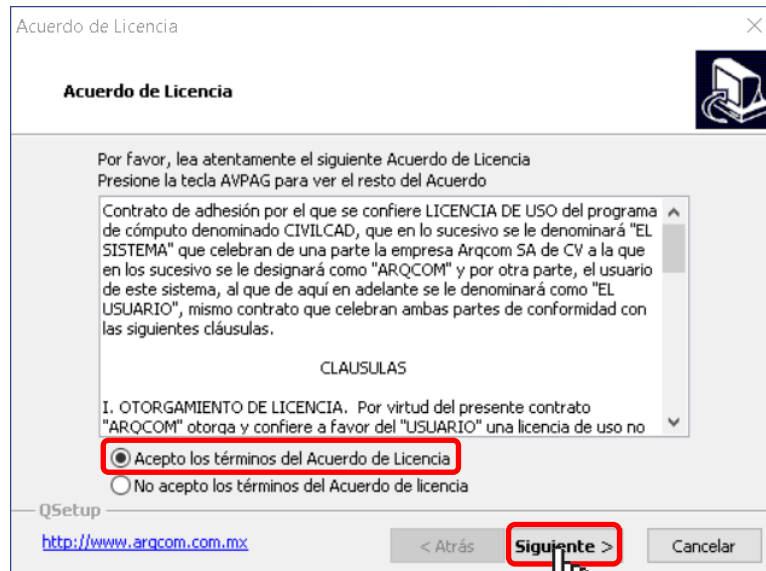 Acuerdo de Licencia
Acuerdo de Licencia
Por favor, lea atentamente el siguiente Acuerdo de Licencia
Presione la tecla AVPAG para ver el resto del Acuerdo
Contrato de adhesión por el que se confiere LICENCIA DE USO del programa
de cómputo denominado CIVILCAD, que en lo sucesivo se le denominará "EL
SISTEMA" que celebran de una parte la empresa Arqcom SA de CV a la que
en los sucesivo se le designará como "ARQCOM" y por otra parte, el usuario
de este sistema, al que de aquí en adelante se le denominará como "EL
USUARIO", mismo contrato que celebran ambas partes de conformidad con
las siguientes cláusulas.
CLAUSULAS
I. OTORGAMIENTO DE LICENCIA. Por virtud del presente contrato
"ARQCOM" otorga y confiere a favor del "USUARIO" una licencia de uso no
Acepto los términos del Acuerdo de Licencia
No acepto los términos del Acuerdo de licencia
QSetup
http://www.arqcom.com.mx
< Atrás
Siguiente >
Cancelar